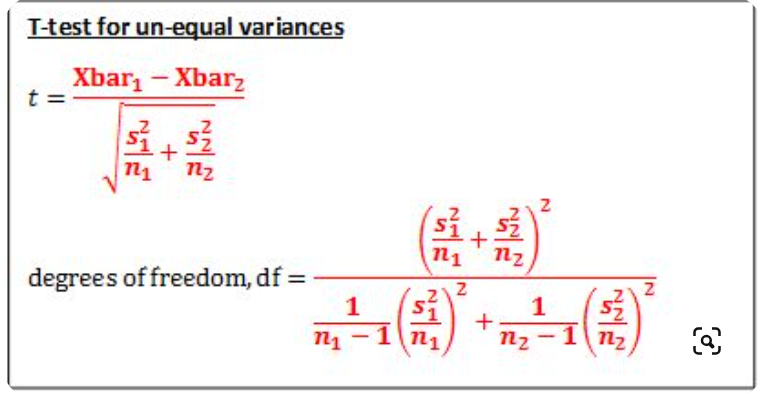 T-test for un-equal variances
t = (Xbar₁ − Xbar₂) / √(s₁²/n₁ + s₂²/n₂)
degrees of freedom, df = (s₁²/n₁ + s₂²/n₂)² / (1/(n₁ − 1) (s₁²/n₁)² + 1/(n₂ − 1) (s₂²/n₂)²)